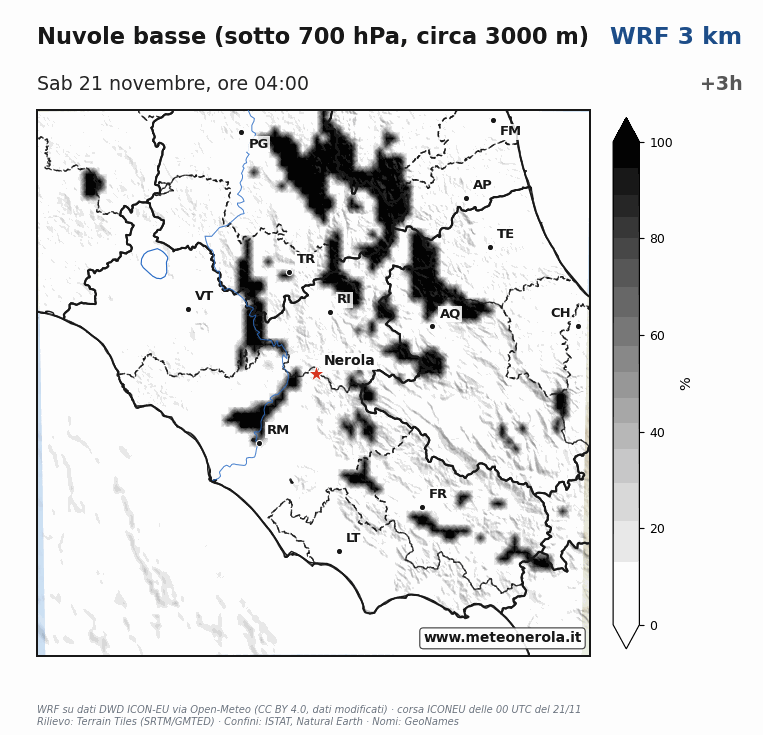 Nuvole basse (sotto 700 hPa, circa 3000 m) WRF 3 km
Sab 21 novembre, ore 04:00 +3h
FM
PG
AP
TE
TR
VT
RI
AQ
CH
Nerola
RM
FR
LT
www.meteonerola.it
100
80
60
40
20
0
%
WRF su dati DWD ICON-EU via Open-Meteo (CC BY 4.0, dati modificati) · corsa ICONEU delle 00 UTC del 21/11
Rilievo: Terrain Tiles (SRTM/GMTED) · Confini: ISTAT, Natural Earth · Nomi: GeoNames